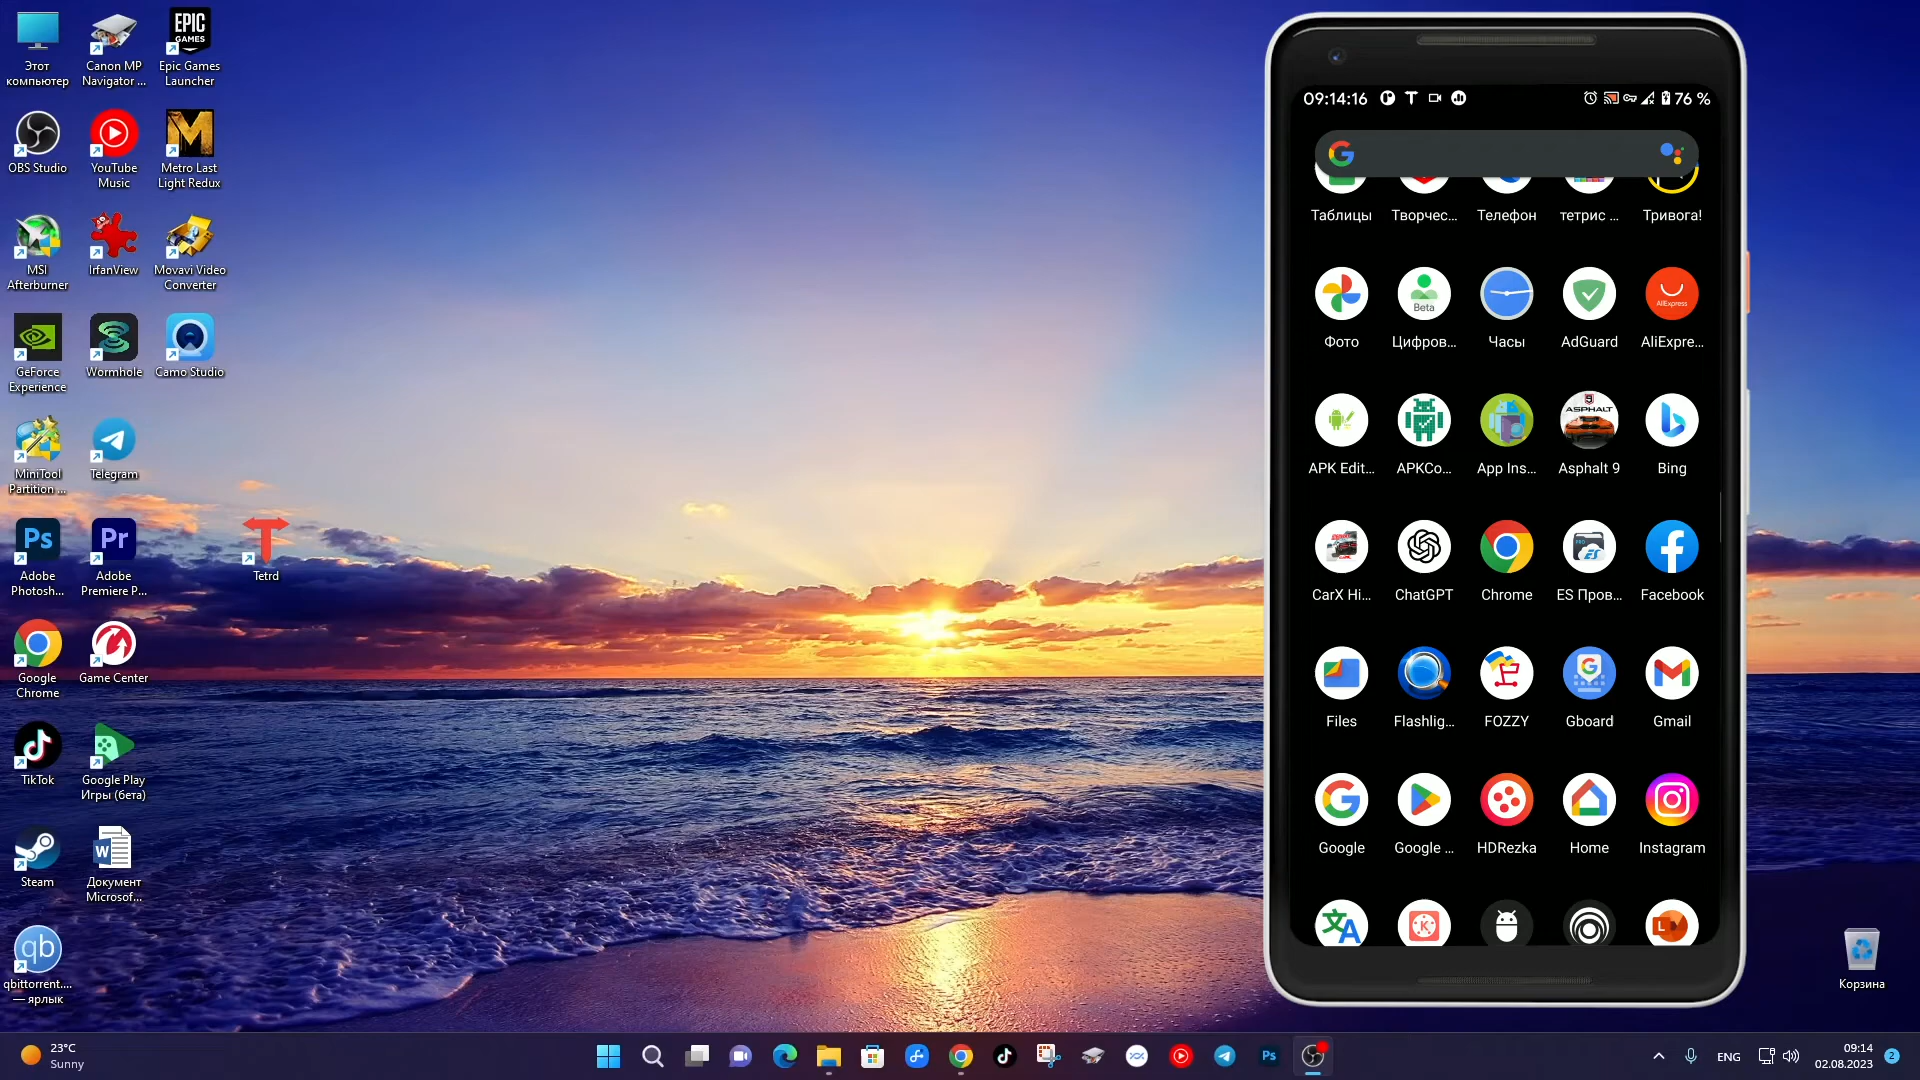 Этот
компьютер
Canon MP
Navigator ...
EPIC
GAMES
Epic Games
Launcher
OBS Studio
YouTube
Music
Metro Last
Light Redux
MSI
Afterburner
IrfanView
Movavi Video
Converter
GeForce
Experience
Wormhole
Camo Studio
MiniTool
Partition ...
Telegram
Ps
Adobe
Photosh...
Pr
Adobe
Premiere P...
Tetrd
Google
Chrome
Game Center
TikTok
Google Play
Игры (бета)
Steam
W
Документ
Microsof...
qb
qbittorrent....
— ярлык
09:14:16
76 %
Таблицы
Творчес...
Телефон
тетрис ...
Тривога!
Beta
AliExpress
Фото
Цифров...
Часы
AdGuard
AliExpre...
ASPHALT
APK Edit...
APKCo...
App Ins...
Asphalt 9
Bing
CarX Hi...
ChatGPT
Chrome
ES Пров...
Facebook
Files
Flashlig...
FOZZY
Gboard
Gmail
Google
Google ...
HDRezka
Home
Instagram
Корзина
23°C
Sunny
Ps
ENG
09:14
02.08.2023
2